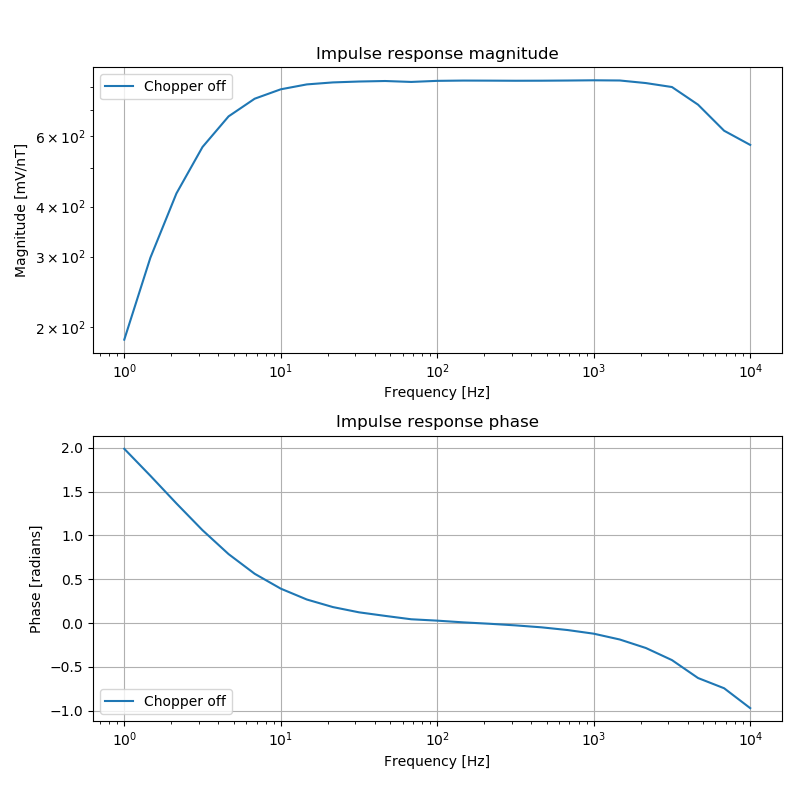 Impulse response magnitude
Chopper off
6 × 10²
4 × 10²
3 × 10²
2 × 10²
Magnitude [mV/nT]
10⁰ 10¹ 10² 10³ 10⁴
Frequency [Hz]
Impulse response phase
2.0
1.5
1.0
0.5
0.0
−0.5
−1.0
Phase [radians]
Chopper off
10⁰ 10¹ 10² 10³ 10⁴
Frequency [Hz]